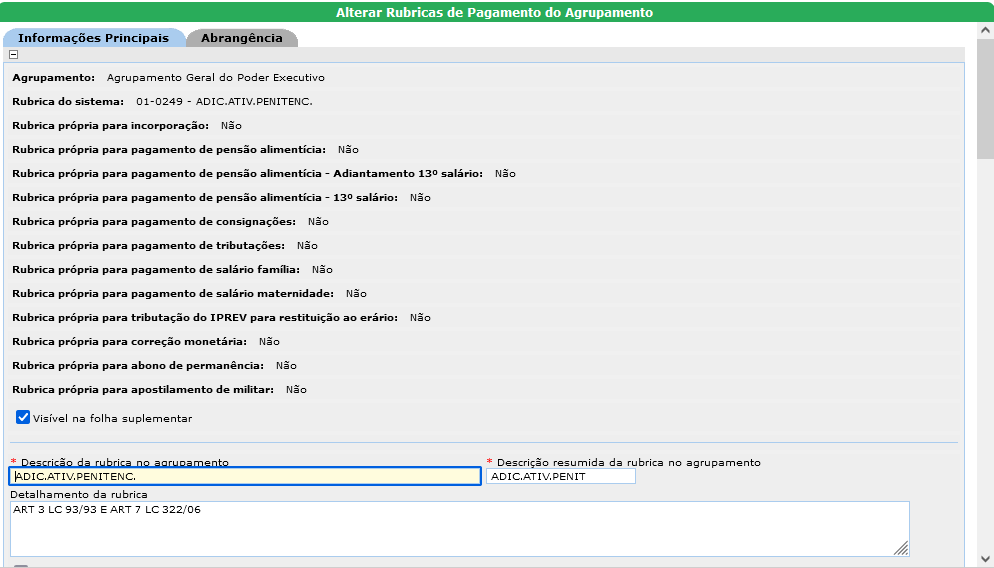 Alterar Rubricas de Pagamento do Agrupamento
Informações Principais Abrangência
Agrupamento: Agrupamento Geral do Poder Executivo
Rubrica do sistema: 01-0249 - ADIC.ATIV.PENITENC.
Rubrica própria para incorporação: Não
Rubrica própria para pagamento de pensão alimentícia: Não
Rubrica própria para pagamento de pensão alimentícia - Adiantamento 13º salário: Não
Rubrica própria para pagamento de pensão alimentícia - 13º salário: Não
Rubrica própria para pagamento de consignações: Não
Rubrica própria para pagamento de tributações: Não
Rubrica própria para pagamento de salário família: Não
Rubrica própria para pagamento de salário maternidade: Não
Rubrica própria para tributação do IPREV para restituição ao erário: Não
Rubrica própria para correção monetária: Não
Rubrica própria para abono de permanência: Não
Rubrica própria para apostilamento de militar: Não
Visível na folha suplementar
* Descrição da rubrica no agrupamento * Descrição resumida da rubrica no agrupamento
ADIC.ATIV.PENITENC. ADIC.ATIV.PENIT
Detalhamento da rubrica
ART 3 LC 93/93 E ART 7 LC 322/06